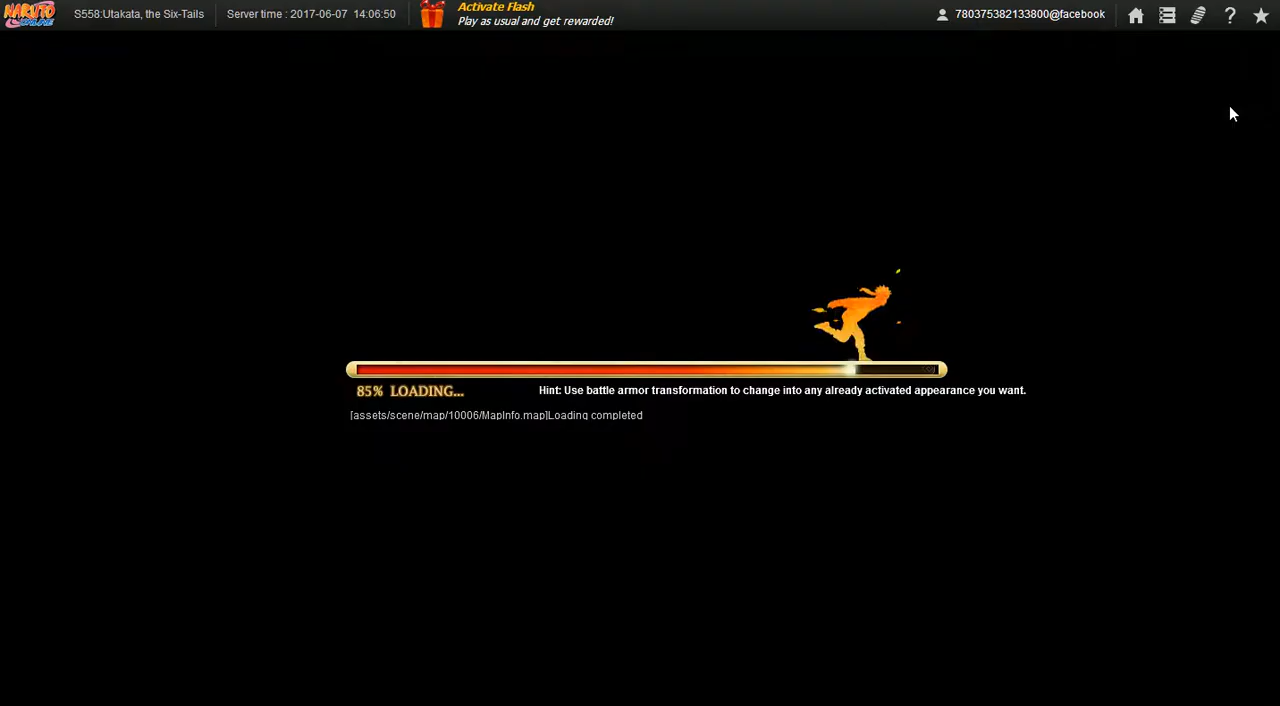 NARUTO ONLINE
S558:Utakata, the Six-Tails
Server time : 2017-06-07 14:06:50
Activate Flash
Play as usual and get rewarded!
780375382133800@facebook
85% LOADING...
Hint: Use battle armor transformation to change into any already activated appearance you want.
[assets/scene/map/10006/MapInfo.map]Loading completed